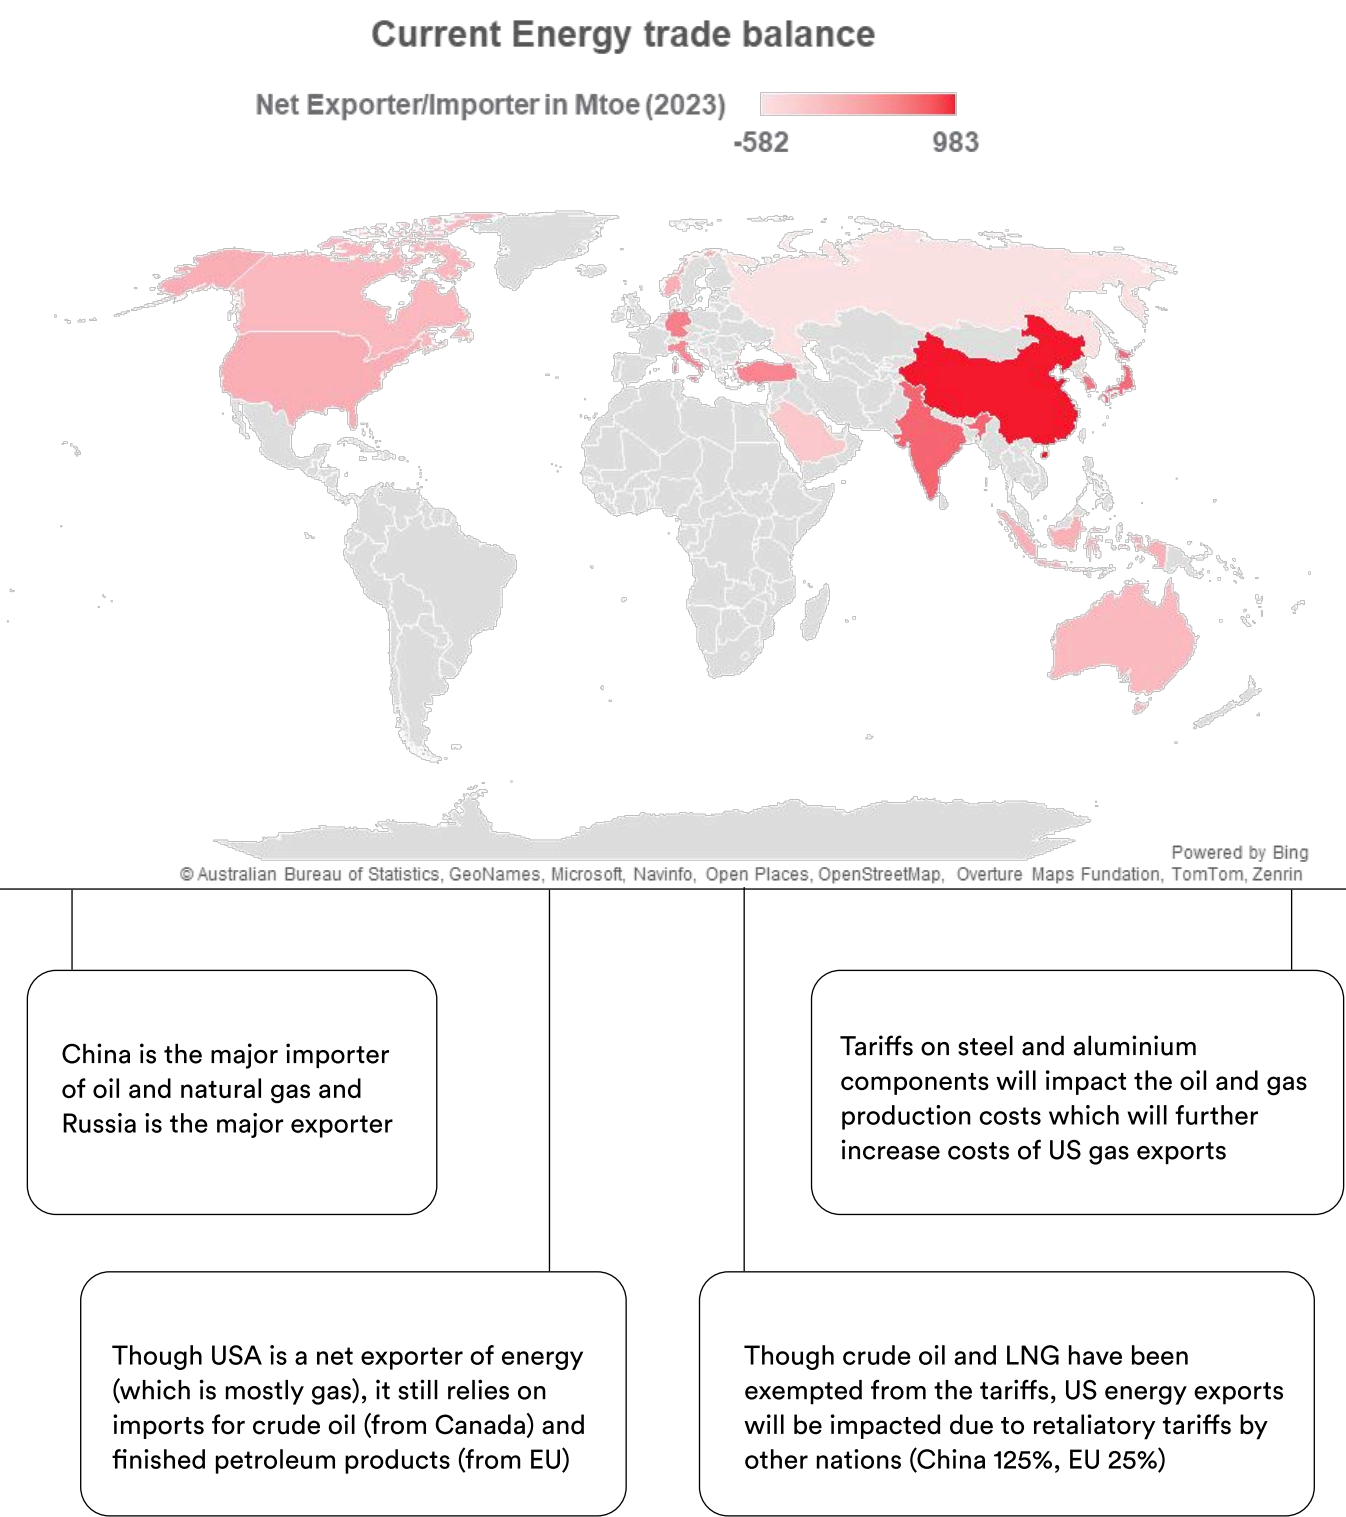 Current Energy trade balance
Net Exporter/Importer in Mtoe (2023)
-582 983
Powered by Bing
© Australian Bureau of Statistics, GeoNames, Microsoft, Navinfo, Open Places, OpenStreetMap, Overture Maps Fundation, TomTom, Zenrin
China is the major importer
of oil and natural gas and
Russia is the major exporter
Tariffs on steel and aluminium
components will impact the oil and gas
production costs which will further
increase costs of US gas exports
Though USA is a net exporter of energy
(which is mostly gas), it still relies on
imports for crude oil (from Canada) and
finished petroleum products (from EU)
Though crude oil and LNG have been
exempted from the tariffs, US energy exports
will be impacted due to retaliatory tariffs by
other nations (China 125%, EU 25%)